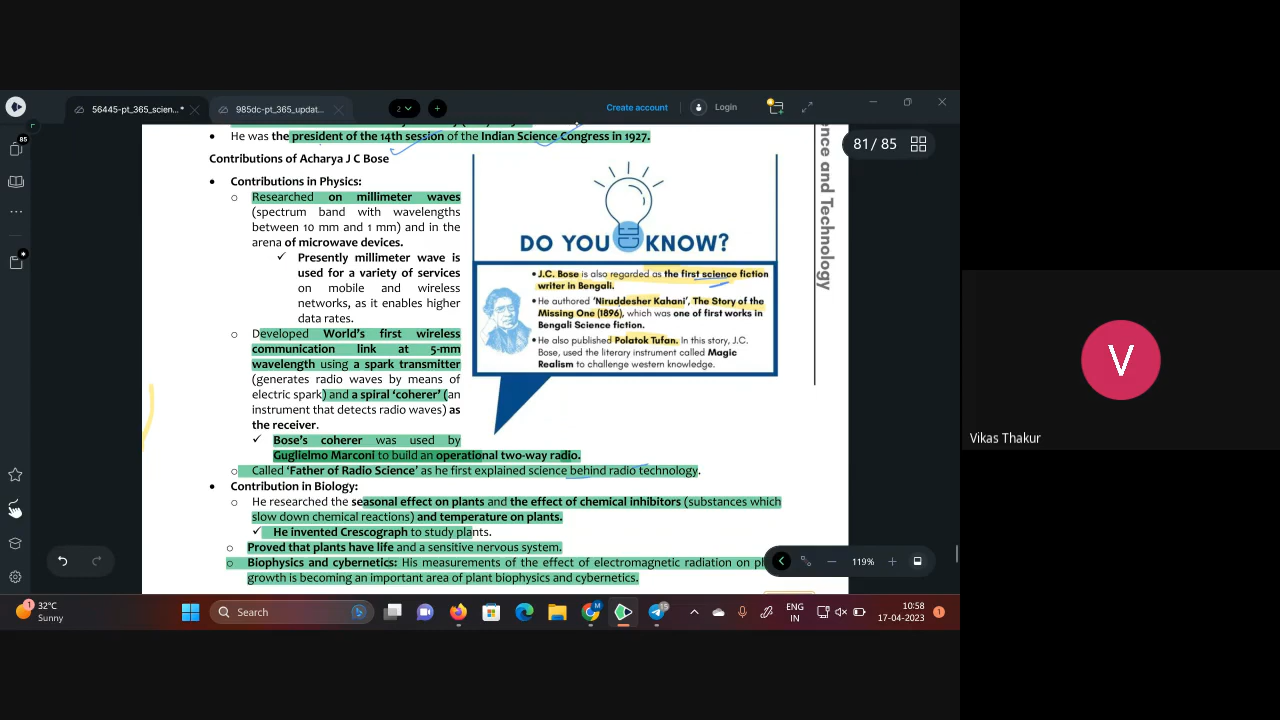 56445-pt_365_scien...*
985dc-pt_365_updat...
2
Create account
Login
85
81 / 85
He was the president of the 14th session of the Indian Science Congress in 1927.
Contributions of Acharya J C Bose
Contributions in Physics:
Researched on millimeter waves
(spectrum band with wavelengths
between 10 mm and 1 mm) and in the
arena of microwave devices.
Presently millimeter wave is
used for a variety of services
on mobile and wireless
networks, as it enables higher
data rates.
Developed World's first wireless
communication link at 5-mm
wavelength using a spark transmitter
(generates radio waves by means of
electric spark) and a spiral 'coherer' (an
instrument that detects radio waves) as
the receiver.
Bose's coherer was used by
Guglielmo Marconi to build an operational two-way radio.
Called 'Father of Radio Science' as he first explained science behind radio technology.
Contribution in Biology:
He researched the seasonal effect on plants and the effect of chemical inhibitors (substances which
slow down chemical reactions) and temperature on plants.
He invented Crescograph to study plants.
Proved that plants have life and a sensitive nervous system.
Biophysics and cybernetics: His measurements of the effect of electromagnetic radiation on
growth is becoming an important area of plant biophysics and cybernetics.
DO YOU KNOW?
J.C. Bose is also regarded as the first science fiction
writer in Bengali.
He authored 'Niruddesher Kahani', The Story of the
Missing One (1896), which was one of first works in
Bengali Science fiction.
He also published Polatok Tufan. In this story, J.C.
Bose, used the literary instrument called Magic
Realism to challenge western knowledge.
ence and Technology
119%
V
Vikas Thakur
1
32°C
Sunny
Search
M
15
ENG
IN
10:58
17-04-2023
1